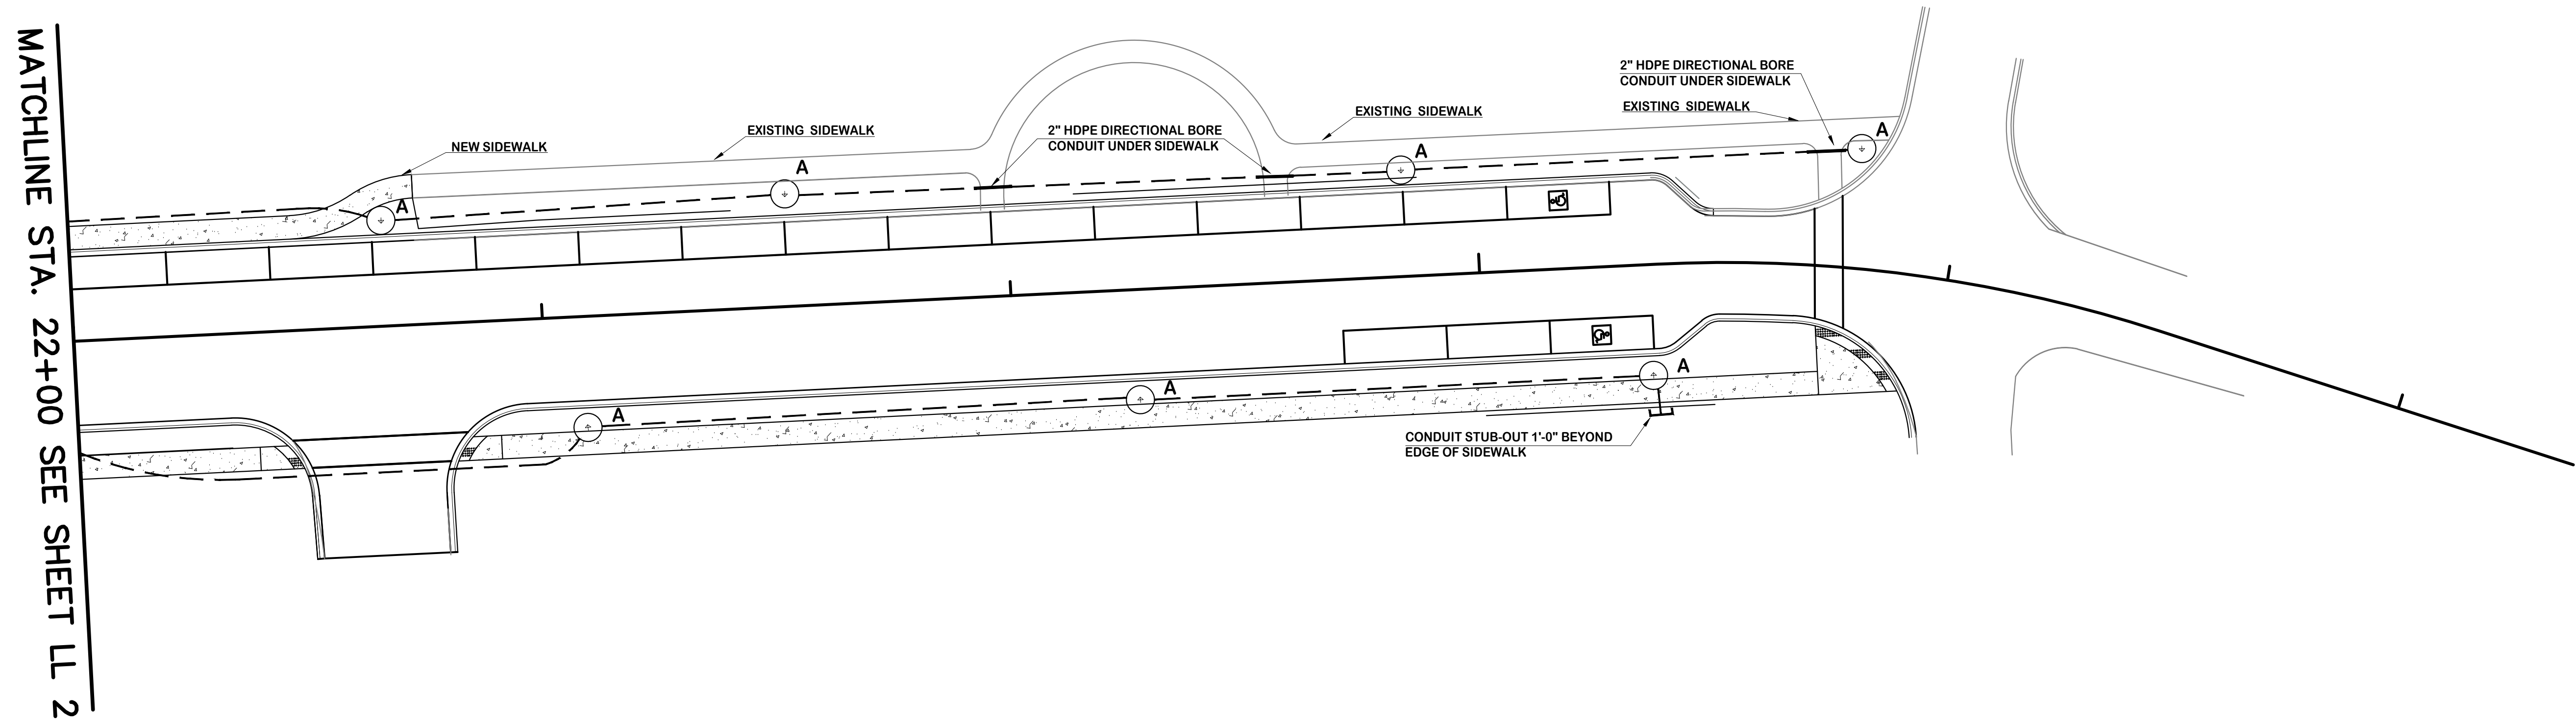 MATCHLINE STA. 22+00 SEE SHEET LL 2
NEW SIDEWALK
EXISTING SIDEWALK
2" HDPE DIRECTIONAL BORE
CONDUIT UNDER SIDEWALK
EXISTING SIDEWALK
2" HDPE DIRECTIONAL BORE
CONDUIT UNDER SIDEWALK
EXISTING SIDEWALK
A
A
A
A
A
A
A
CONDUIT STUB-OUT 1'-0" BEYOND
EDGE OF SIDEWALK